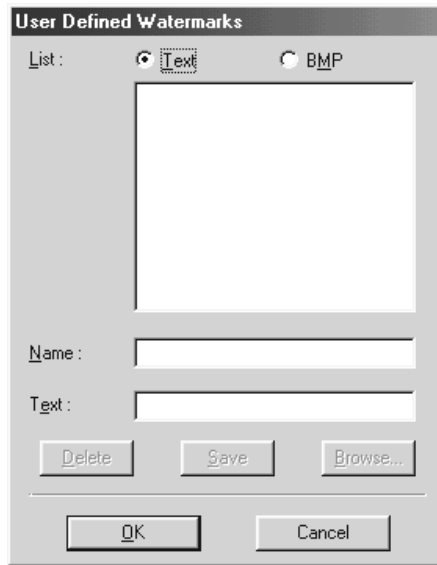 User Defined Watermarks
List : Text BMP
Name :
Text :
Delete Save Browse...
OK Cancel